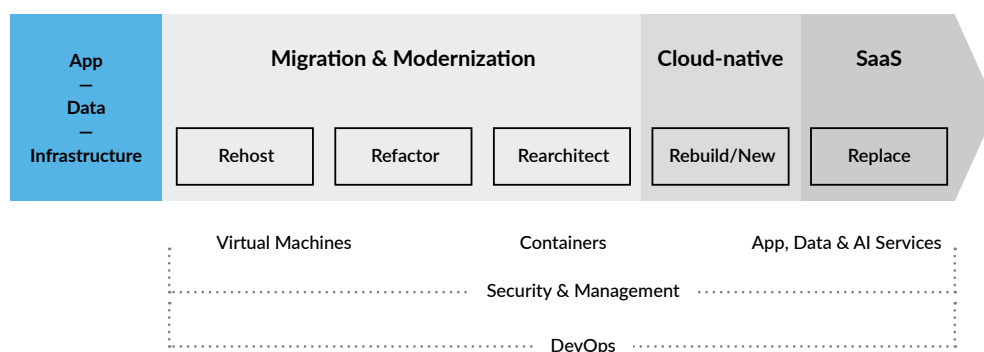 App
—
Data
—
Infrastructure
Migration & Modernization
Cloud-native
SaaS
Rehost
Refactor
Rearchitect
Rebuild/New
Replace
Virtual Machines
Containers
App, Data & AI Services
Security & Management
DevOps